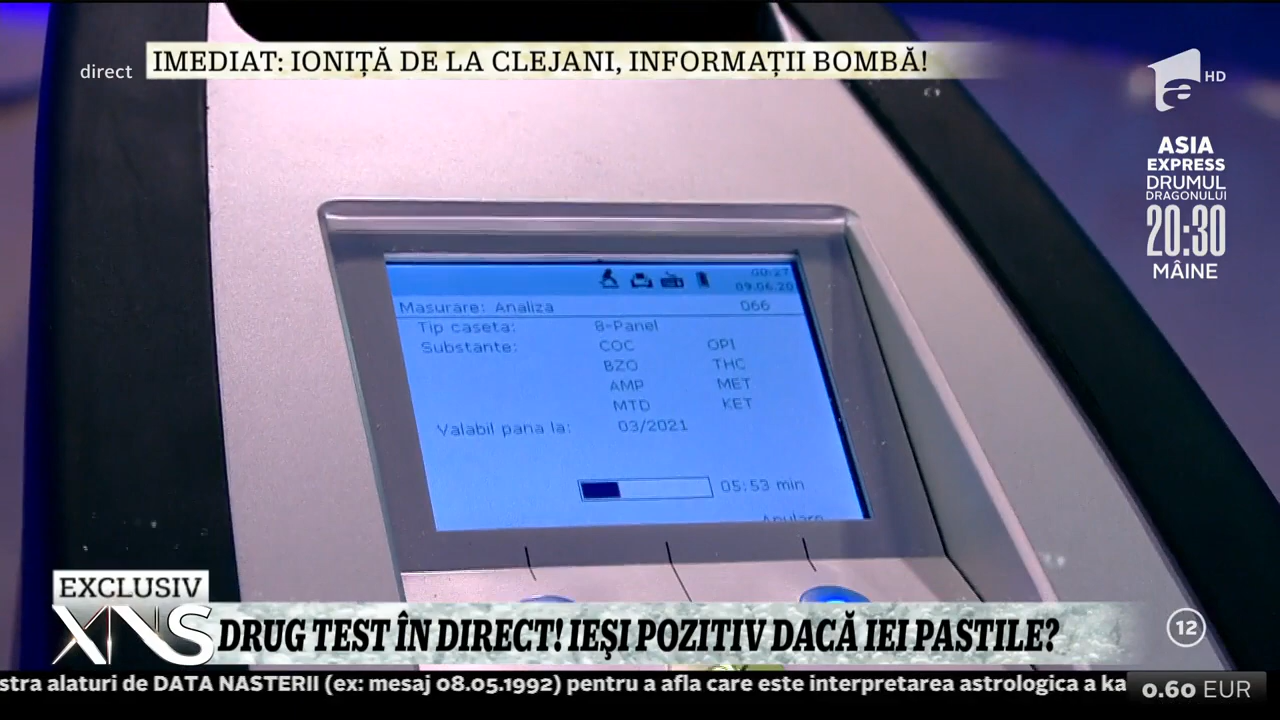 direct
IMEDIAT: IONIȚĂ DE LA CLEJANI, INFORMAȚII BOMBĂ!
HD
ASIA
EXPRESS
DRUMUL
DRAGONULUI
20:30
MÂINE
00:27
09.06.20
Masurare: Analiza 066
Tip caseta: 8-Panel
Substante: COC OPI
BZO THC
AMP MET
MTD KET
Valabil pana la: 03/2021
05:53 min
Anulare
EXCLUSIV
XNS
DRUG TEST ÎN DIRECT! IEȘI POZITIV DACĂ IEI PASTILE?
12
stra alaturi de DATA NASTERII (ex: mesaj 08.05.1992) pentru a afla care este interpretarea astrologica a ka
0.60 EUR